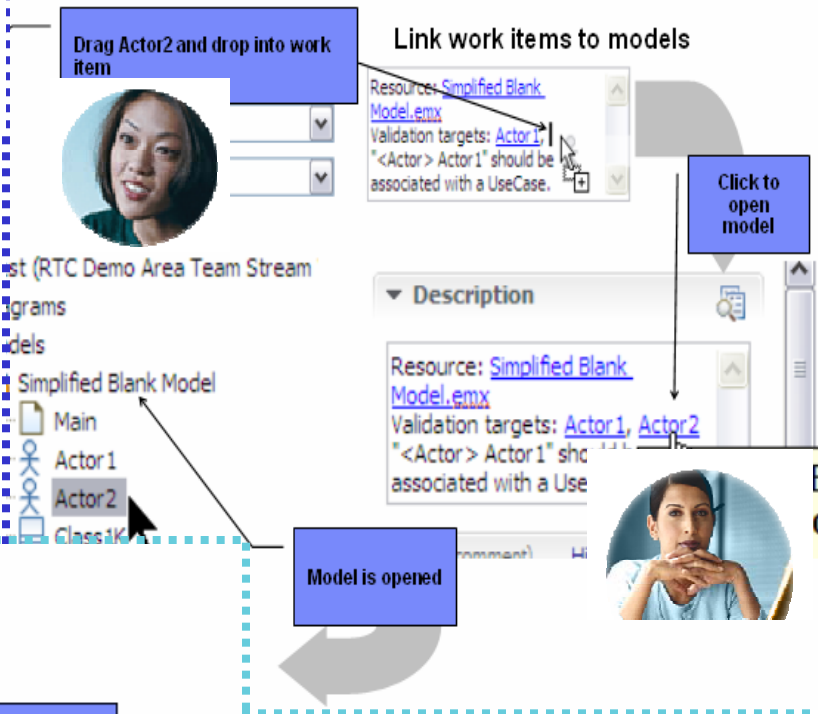 Drag Actor2 and drop into work
item
Link work items to models
Resource: Simplified Blank
Model.emx
Validation targets: Actor1,
"<Actor> Actor1" should be
associated with a UseCase.
Click to
open
model
st (RTC Demo Area Team Stream
grams
dels
Simplified Blank Model
Main
Actor1
Actor2
Class1
Description
Resource: Simplified Blank
Model.emx
Validation targets: Actor1, Actor2
"<Actor> Actor1" sho
associated with a Use
Model is opened
comment)